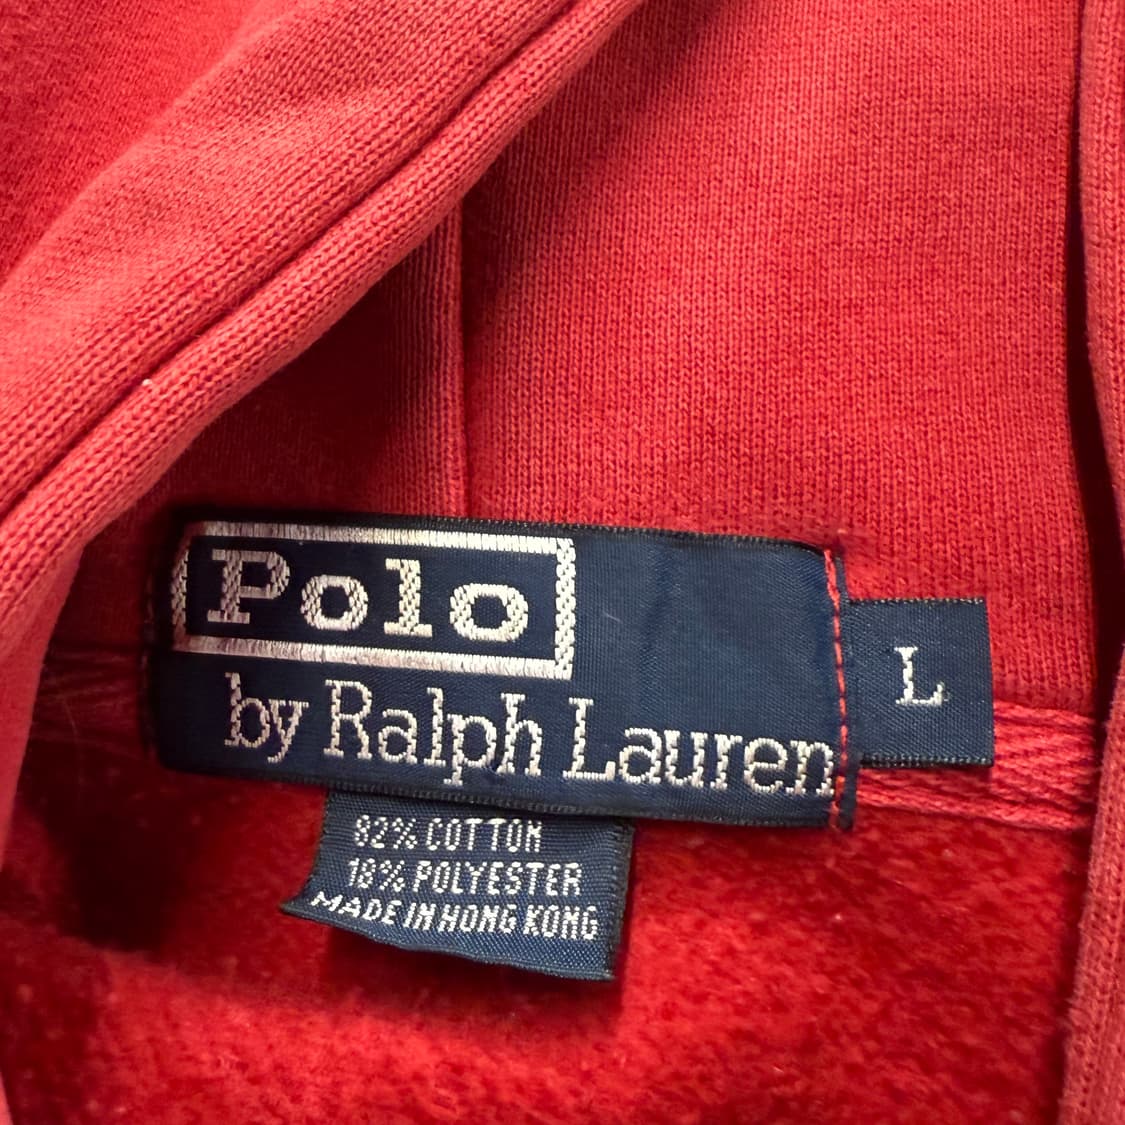 Polo
by Ralph Lauren
L
82% COTTON
18% POLYESTER
MADE IN HONG KONG